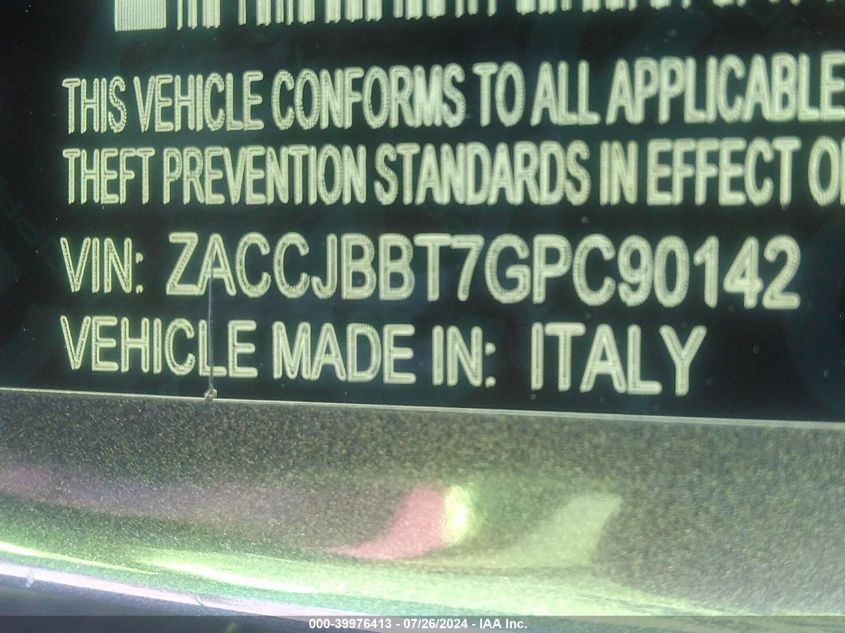 THIS VEHICLE CONFORMS TO ALL APPLICABLE
THEFT PREVENTION STANDARDS IN EFFECT
VIN: ZACCJBBT7GPC90142
VEHICLE MADE IN: ITALY
000-39976413 - 07/26/2024 - IAA Inc.